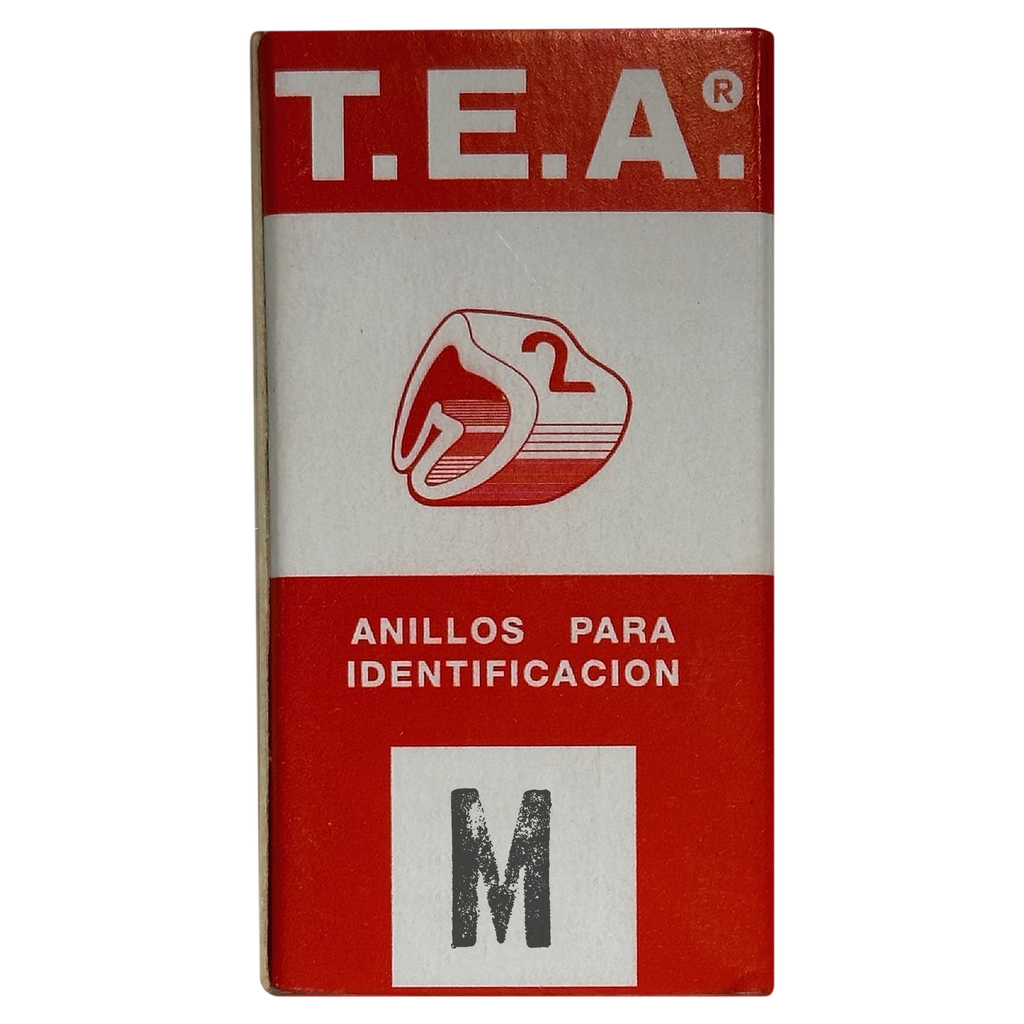 T.E.A.®
2
ANILLOS PARA
IDENTIFICACION
M